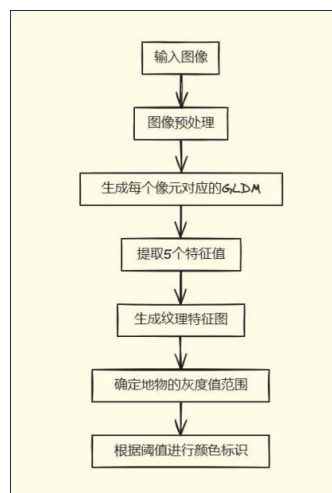 输入图像
图像预处理
生成每个像元对应的GLDM
提取5个特征值
生成纹理特征图
确定地物的灰度值范围
根据阈值进行颜色标识